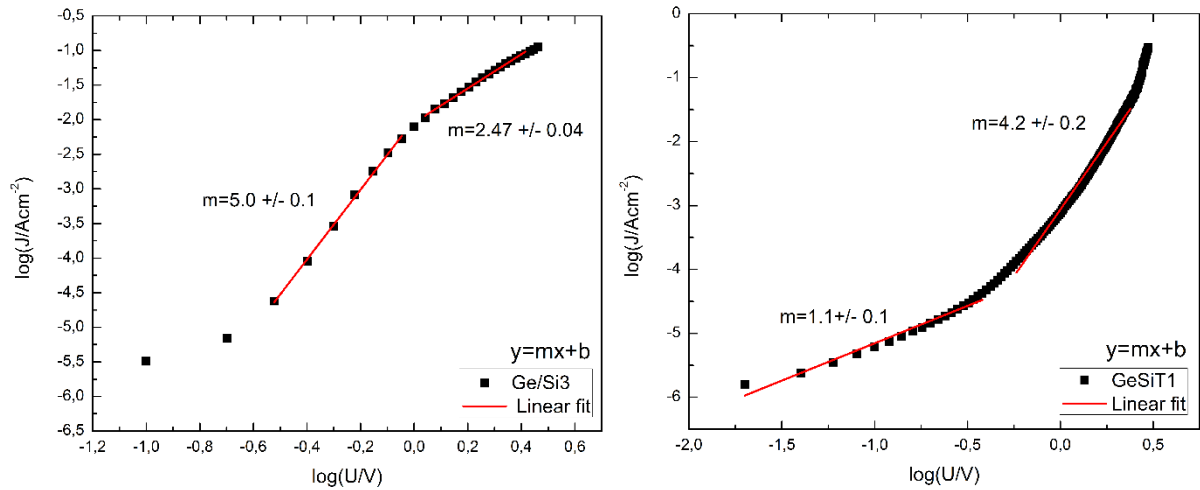 -0,5
-1,0
-1,5
-2,0
-2,5
-3,0
-3,5
-4,0
-4,5
-5,0
-5,5
-6,0
-6,5
log(J/Acm-2)
m=2.47 +/- 0.04
m=5.0 +/- 0.1
y=mx+b
Ge/Si3
Linear fit
-1,2 -1,0 -0,8 -0,6 -0,4 -0,2 0,0 0,2 0,4 0,6
log(U/V)
0
-1
-2
-3
-4
-5
-6
log(J/Acm-2)
m=4.2 +/- 0.2
m=1.1+/- 0.1
y=mx+b
GeSiT1
Linear fit
-2,0 -1,5 -1,0 -0,5 0,0 0,5
log(U/V)